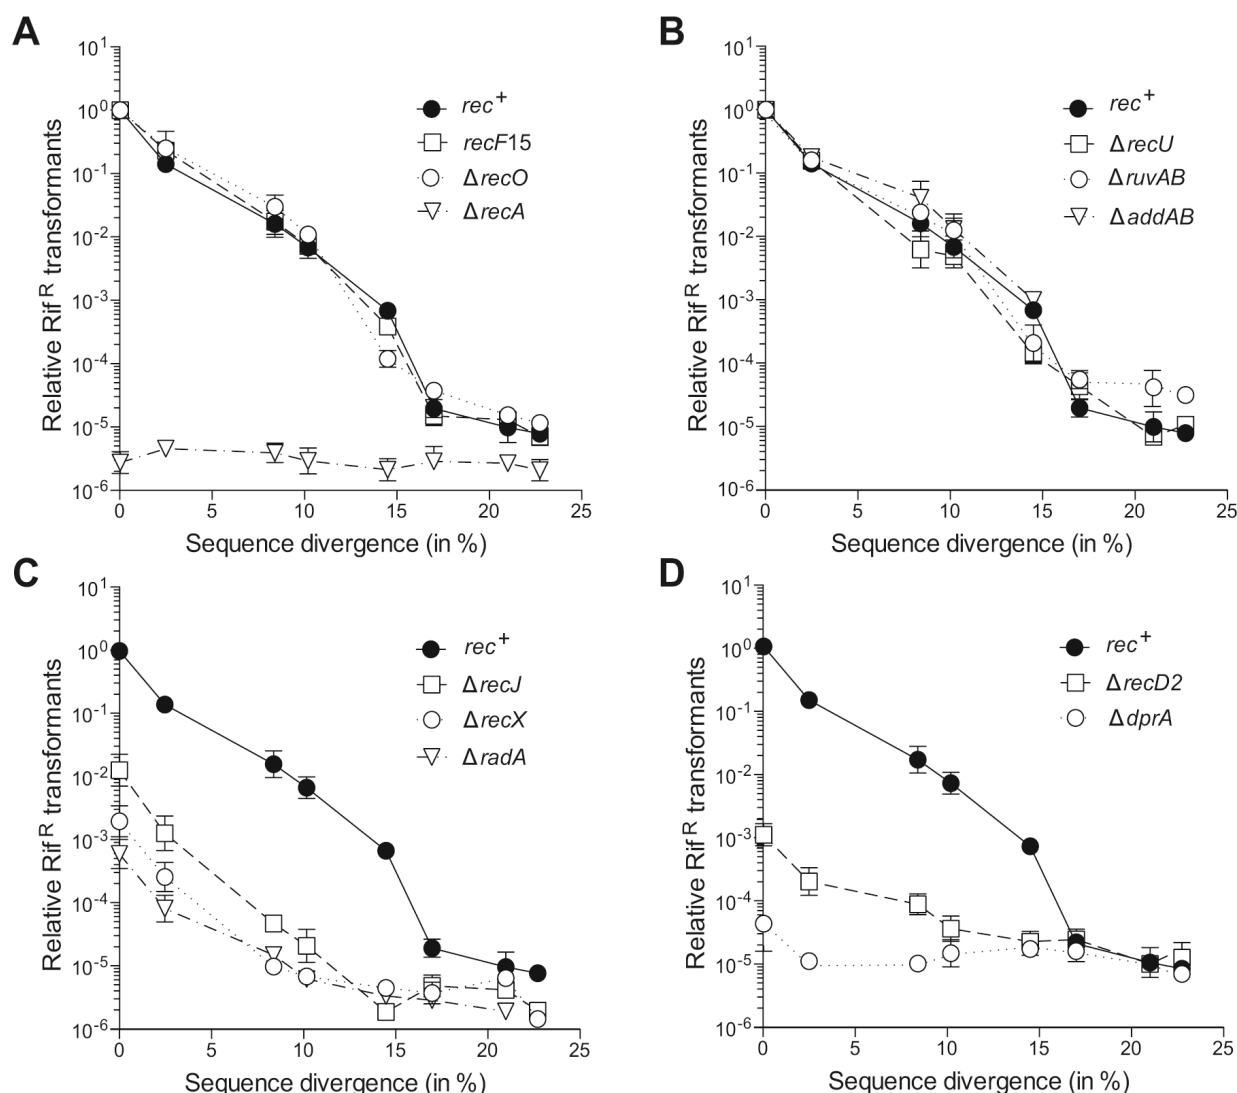 A
10^1
10^0
10^-1
10^-2
10^-3
10^-4
10^-5
10^-6
Relative Rif^R transformants
rec^+
recF15
ΔrecO
ΔrecA
0 5 10 15 20 25
Sequence divergence (in %)
B
10^1
10^0
10^-1
10^-2
10^-3
10^-4
10^-5
10^-6
Relative Rif^R transformants
rec^+
ΔrecU
ΔruvAB
ΔaddAB
0 5 10 15 20 25
Sequence divergence (in %)
C
10^1
10^0
10^-1
10^-2
10^-3
10^-4
10^-5
10^-6
Relative Rif^R transformants
rec^+
ΔrecJ
ΔrecX
ΔradA
0 5 10 15 20 25
Sequence divergence (in %)
D
10^1
10^0
10^-1
10^-2
10^-3
10^-4
10^-5
10^-6
Relative Rif^R transformants
rec^+
ΔrecD2
ΔdprA
0 5 10 15 20 25
Sequence divergence (in %)